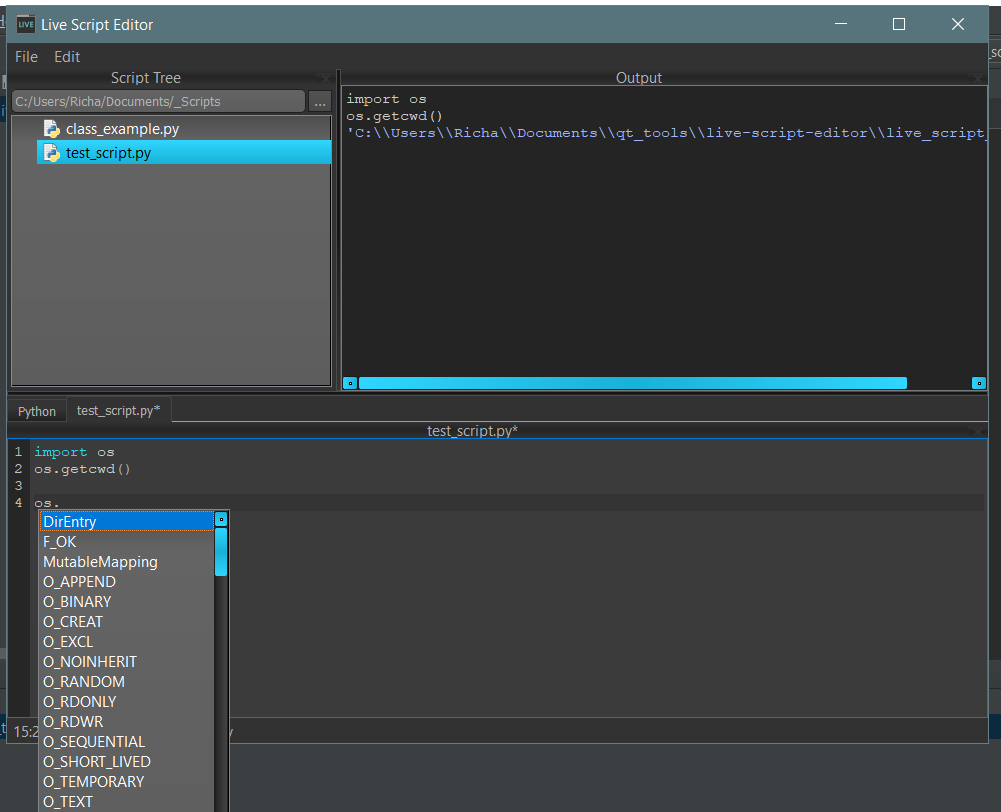 LIVE Live Script Editor
File Edit
Script Tree
C:/Users/Richa/Documents/_Scripts ...
class_example.py
test_script.py
Output
import os
os.getcwd()
'C:\\Users\\Richa\\Documents\\qt_tools\\live-script-editor\\live_script_
Python test_script.py*
test_script.py*
1 import os
2 os.getcwd()
3
4 os.
DirEntry
F_OK
MutableMapping
O_APPEND
O_BINARY
O_CREAT
O_EXCL
O_NOINHERIT
O_RANDOM
O_RDONLY
O_RDWR
O_SEQUENTIAL
O_SHORT_LIVED
O_TEMPORARY
O_TEXT
15:2